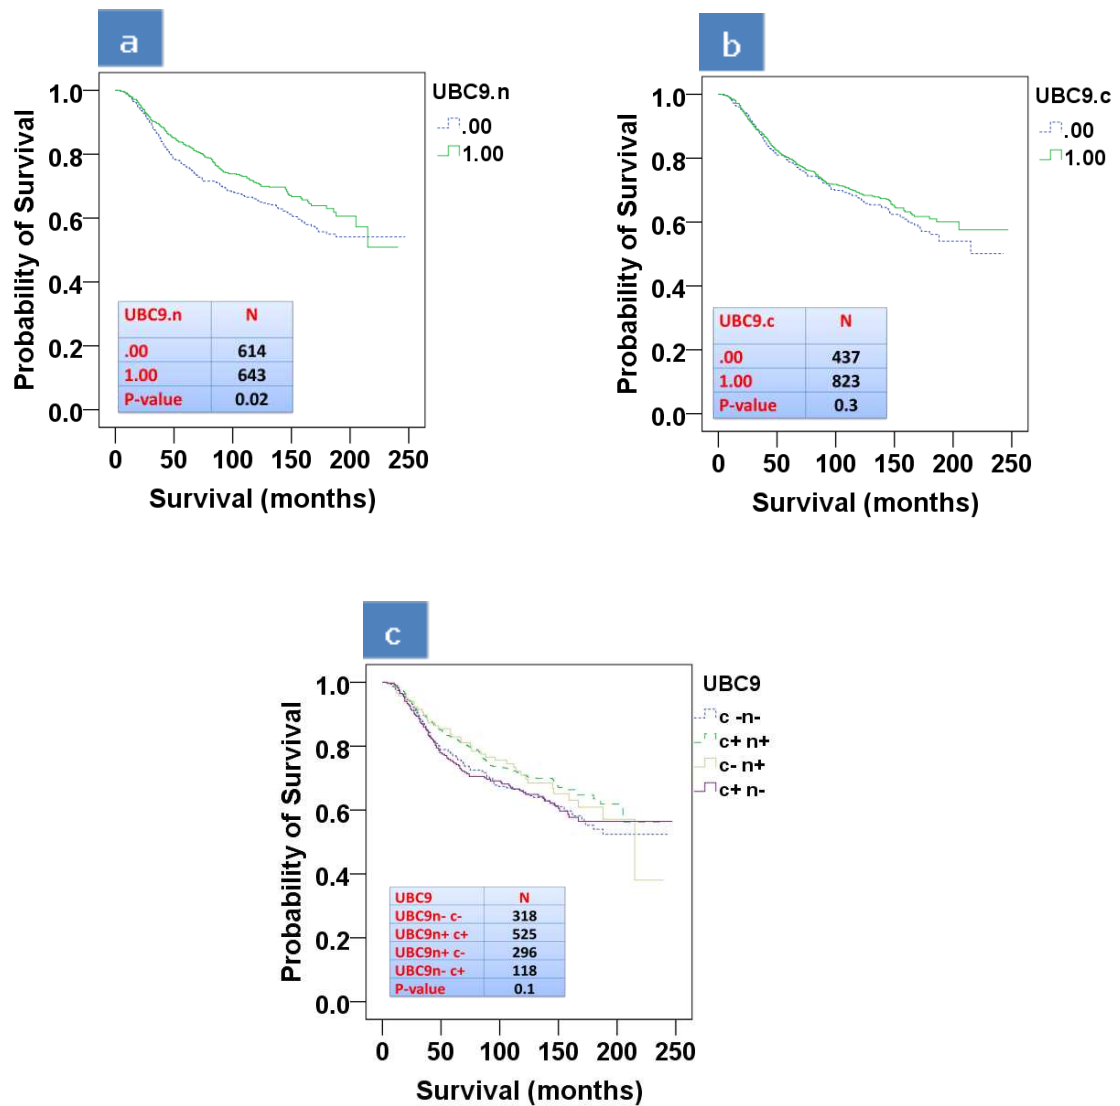 a
UBC9.n
.00
1.00
Probability of Survival
1.0
0.8
0.6
0.4
0.2
0.0
UBC9.n N
.00 614
1.00 643
P-value 0.02
0 50 100 150 200 250
Survival (months)
b
UBC9.c
.00
1.00
Probability of Survival
1.0
0.8
0.6
0.4
0.2
0.0
UBC9.c N
.00 437
1.00 823
P-value 0.3
0 50 100 150 200 250
Survival (months)
c
UBC9
c -n-
c+ n+
c- n+
c+ n-
Probability of Survival
1.0
0.8
0.6
0.4
0.2
0.0
UBC9 N
UBC9n- c- 318
UBC9n+ c+ 525
UBC9n+ c- 296
UBC9n- c+ 118
P-value 0.1
0 50 100 150 200 250
Survival (months)